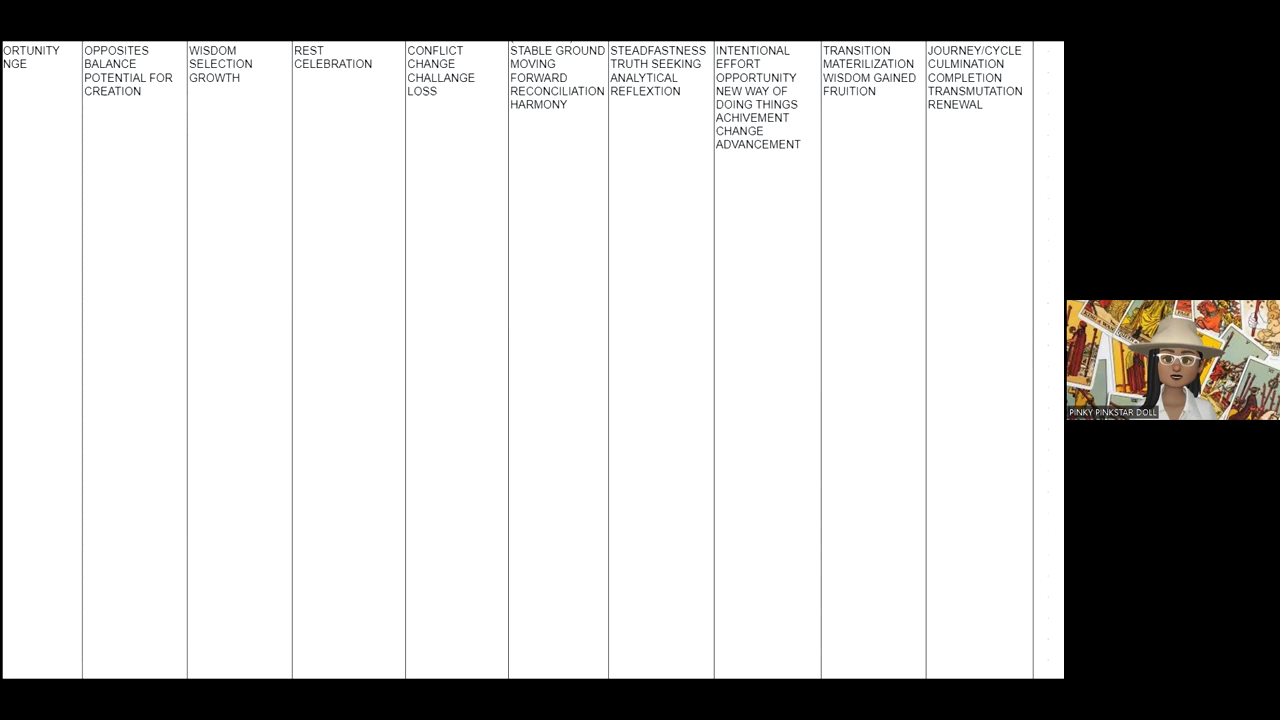 ORTUNITY
NGE
OPPOSITES
BALANCE
POTENTIAL FOR
CREATION
WISDOM
SELECTION
GROWTH
REST
CELEBRATION
CONFLICT
CHANGE
CHALLANGE
LOSS
STABLE GROUND
MOVING
FORWARD
RECONCILIATION
HARMONY
STEADFASTNESS
TRUTH SEEKING
ANALYTICAL
REFLEXTION
INTENTIONAL
EFFORT
OPPORTUNITY
NEW WAY OF
DOING THINGS
ACHIVEMENT
CHANGE
ADVANCEMENT
TRANSITION
MATERILIZATION
WISDOM GAINED
FRUITION
JOURNEY/CYCLE
CULMINATION
COMPLETION
TRANSMUTATION
RENEWAL
PINKY PINKSTAR DOLL